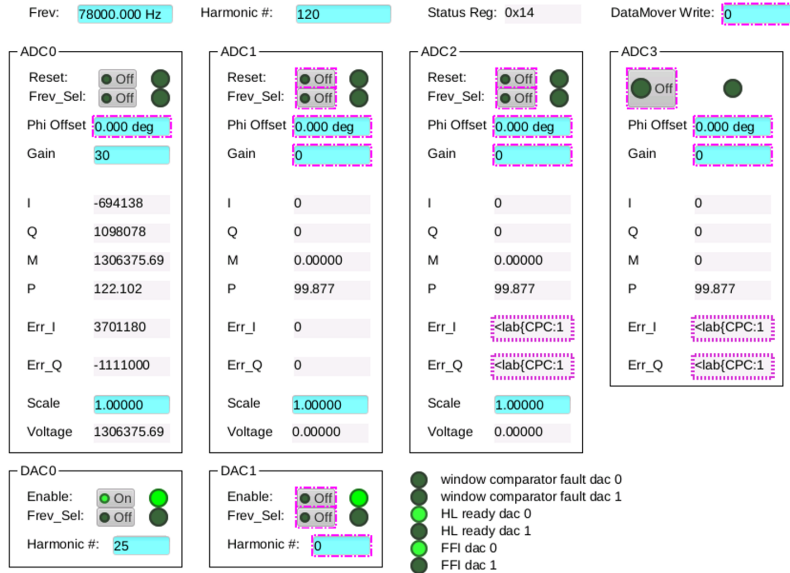 Frev: 78000.000 Hz Harmonic #: 120 Status Reg: 0x14 DataMover Write: 0
ADC0 ADC1 ADC2 ADC3
Reset: Off Reset: Off Reset: Off Off
Frev_Sel: Off Frev_Sel: Off Frev_Sel: Off
Phi Offset 0.000 deg Phi Offset 0.000 deg Phi Offset 0.000 deg Phi Offset 0.000 deg
Gain 30 Gain 0 Gain 0 Gain 0
I -694138 I 0 I 0 I 0
Q 1098078 Q 0 Q 0 Q 0
M 1306375.69 M 0.00000 M 0.00000 M 0
P 122.102 P 99.877 P 99.877 P 99.877
Err_I 3701180 Err_I 0 Err_I <lab{CPC:1 Err_I <lab{CPC:1
Err_Q -1111000 Err_Q 0 Err_Q <lab{CPC:1 Err_Q <lab{CPC:1
Scale 1.00000 Scale 1.00000 Scale 1.00000
Voltage 1306375.69 Voltage 0.00000 Voltage 0.00000
DAC0 DAC1
window comparator fault dac 0
Enable: On Enable: Off window comparator fault dac 1
Frev_Sel: Off Frev_Sel: Off HL ready dac 0
HL ready dac 1
Harmonic #: 25 Harmonic #: 0 FFI dac 0
FFI dac 1